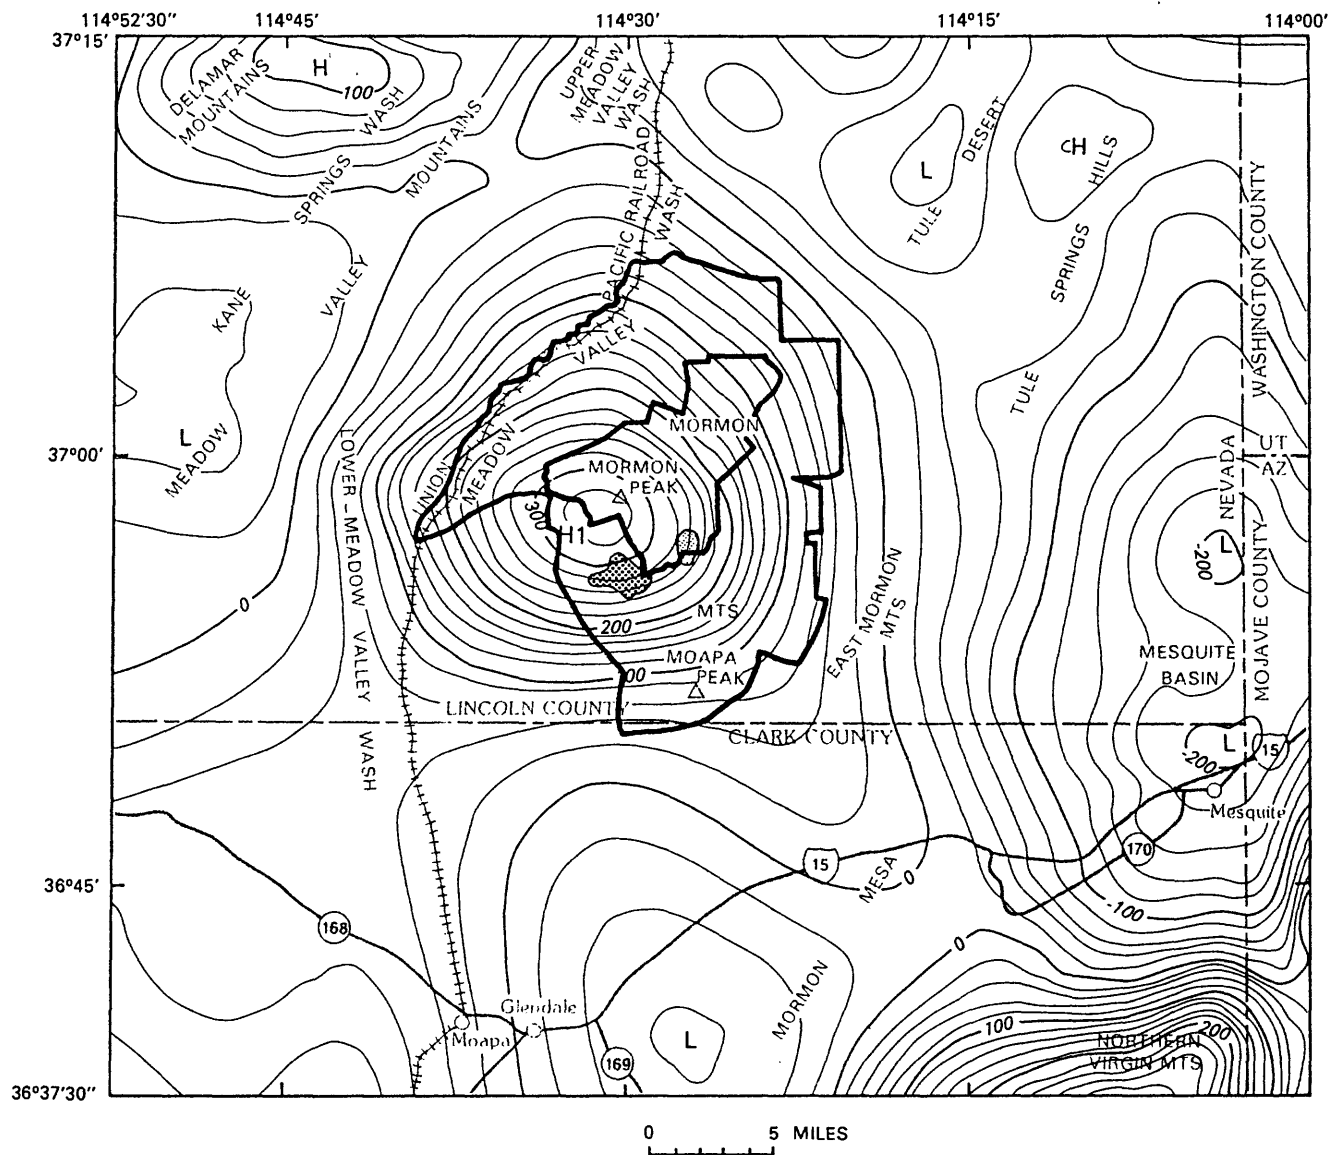 114°52'30" 114°45' 114°30' 114°15' 114°00'
37°15'
37°00'
36°45'
36°37'30"
DELAMAR
MOUNTAINS
H
100
WASH
SPRINGS
MOUNTAINS
UPPER
MEADOW
VALLEY
WASH
DESERT
L
TULE
H
HILLS
SPRINGS
TULE
WASHINGTON COUNTY
KANE
VALLEY
L
MEADOW
UNION
PACIFIC RAILROAD
MEADOW
VALLEY
WASH
LOWER MEADOW VALLEY WASH
MORMON
MORMON
PEAK
300
H1
MTS
200
MOAPA
PEAK
100
EAST MORMON
MTS
UT
AZ
NEVADA
L
-200
MOJAVE COUNTY
MESQUITE
BASIN
0
LINCOLN COUNTY
CLARK COUNTY
L
-200
15
Mesquite
170
15
MESA
0
-100
168
0
MORMON
Glendale
Moapa
L
169
100
200
NORTHERN
VIRGIN MTS
0 5 MILES